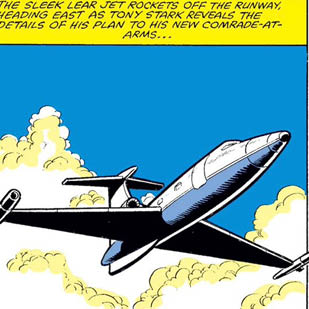 THE SLEEK LEAR JET ROCKETS OFF THE RUNWAY,
HEADING EAST AS TONY STARK REVEALS THE
DETAILS OF HIS PLAN TO HIS NEW COMRADE-AT-
ARMS...